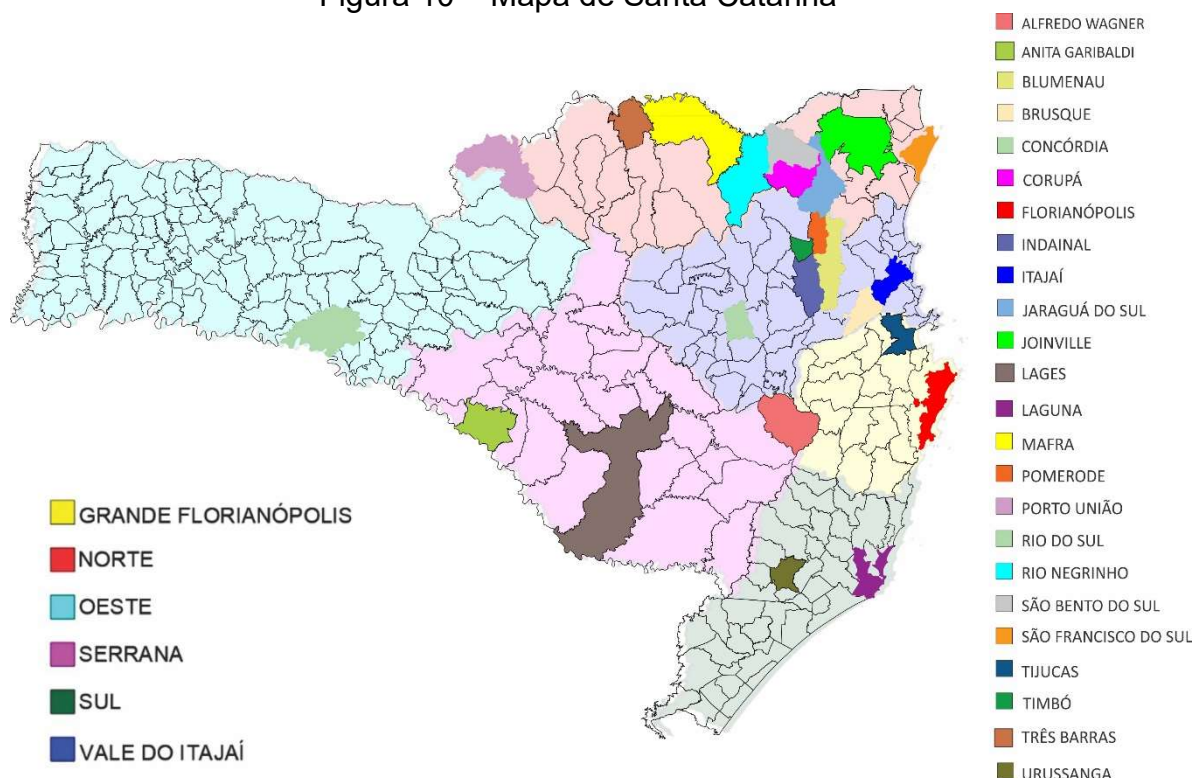 Figura 10 – Mapa de Santa Catarina
ALFREDO WAGNER
ANITA GARIBALDI
BLUMENAU
BRUSQUE
CONCÓRDIA
CORUPÁ
FLORIANÓPOLIS
INDAINAL
ITAJAÍ
JARAGUÁ DO SUL
JOINVILLE
LAGES
LAGUNA
MAFRA
POMERODE
PORTO UNIÃO
RIO DO SUL
RIO NEGRINHO
SÃO BENTO DO SUL
SÃO FRANCISCO DO SUL
TIJUCAS
TIMBÓ
TRÊS BARRAS
URUSSANGA
GRANDE FLORIANÓPOLIS
NORTE
OESTE
SERRANA
SUL
VALE DO ITAJAÍ